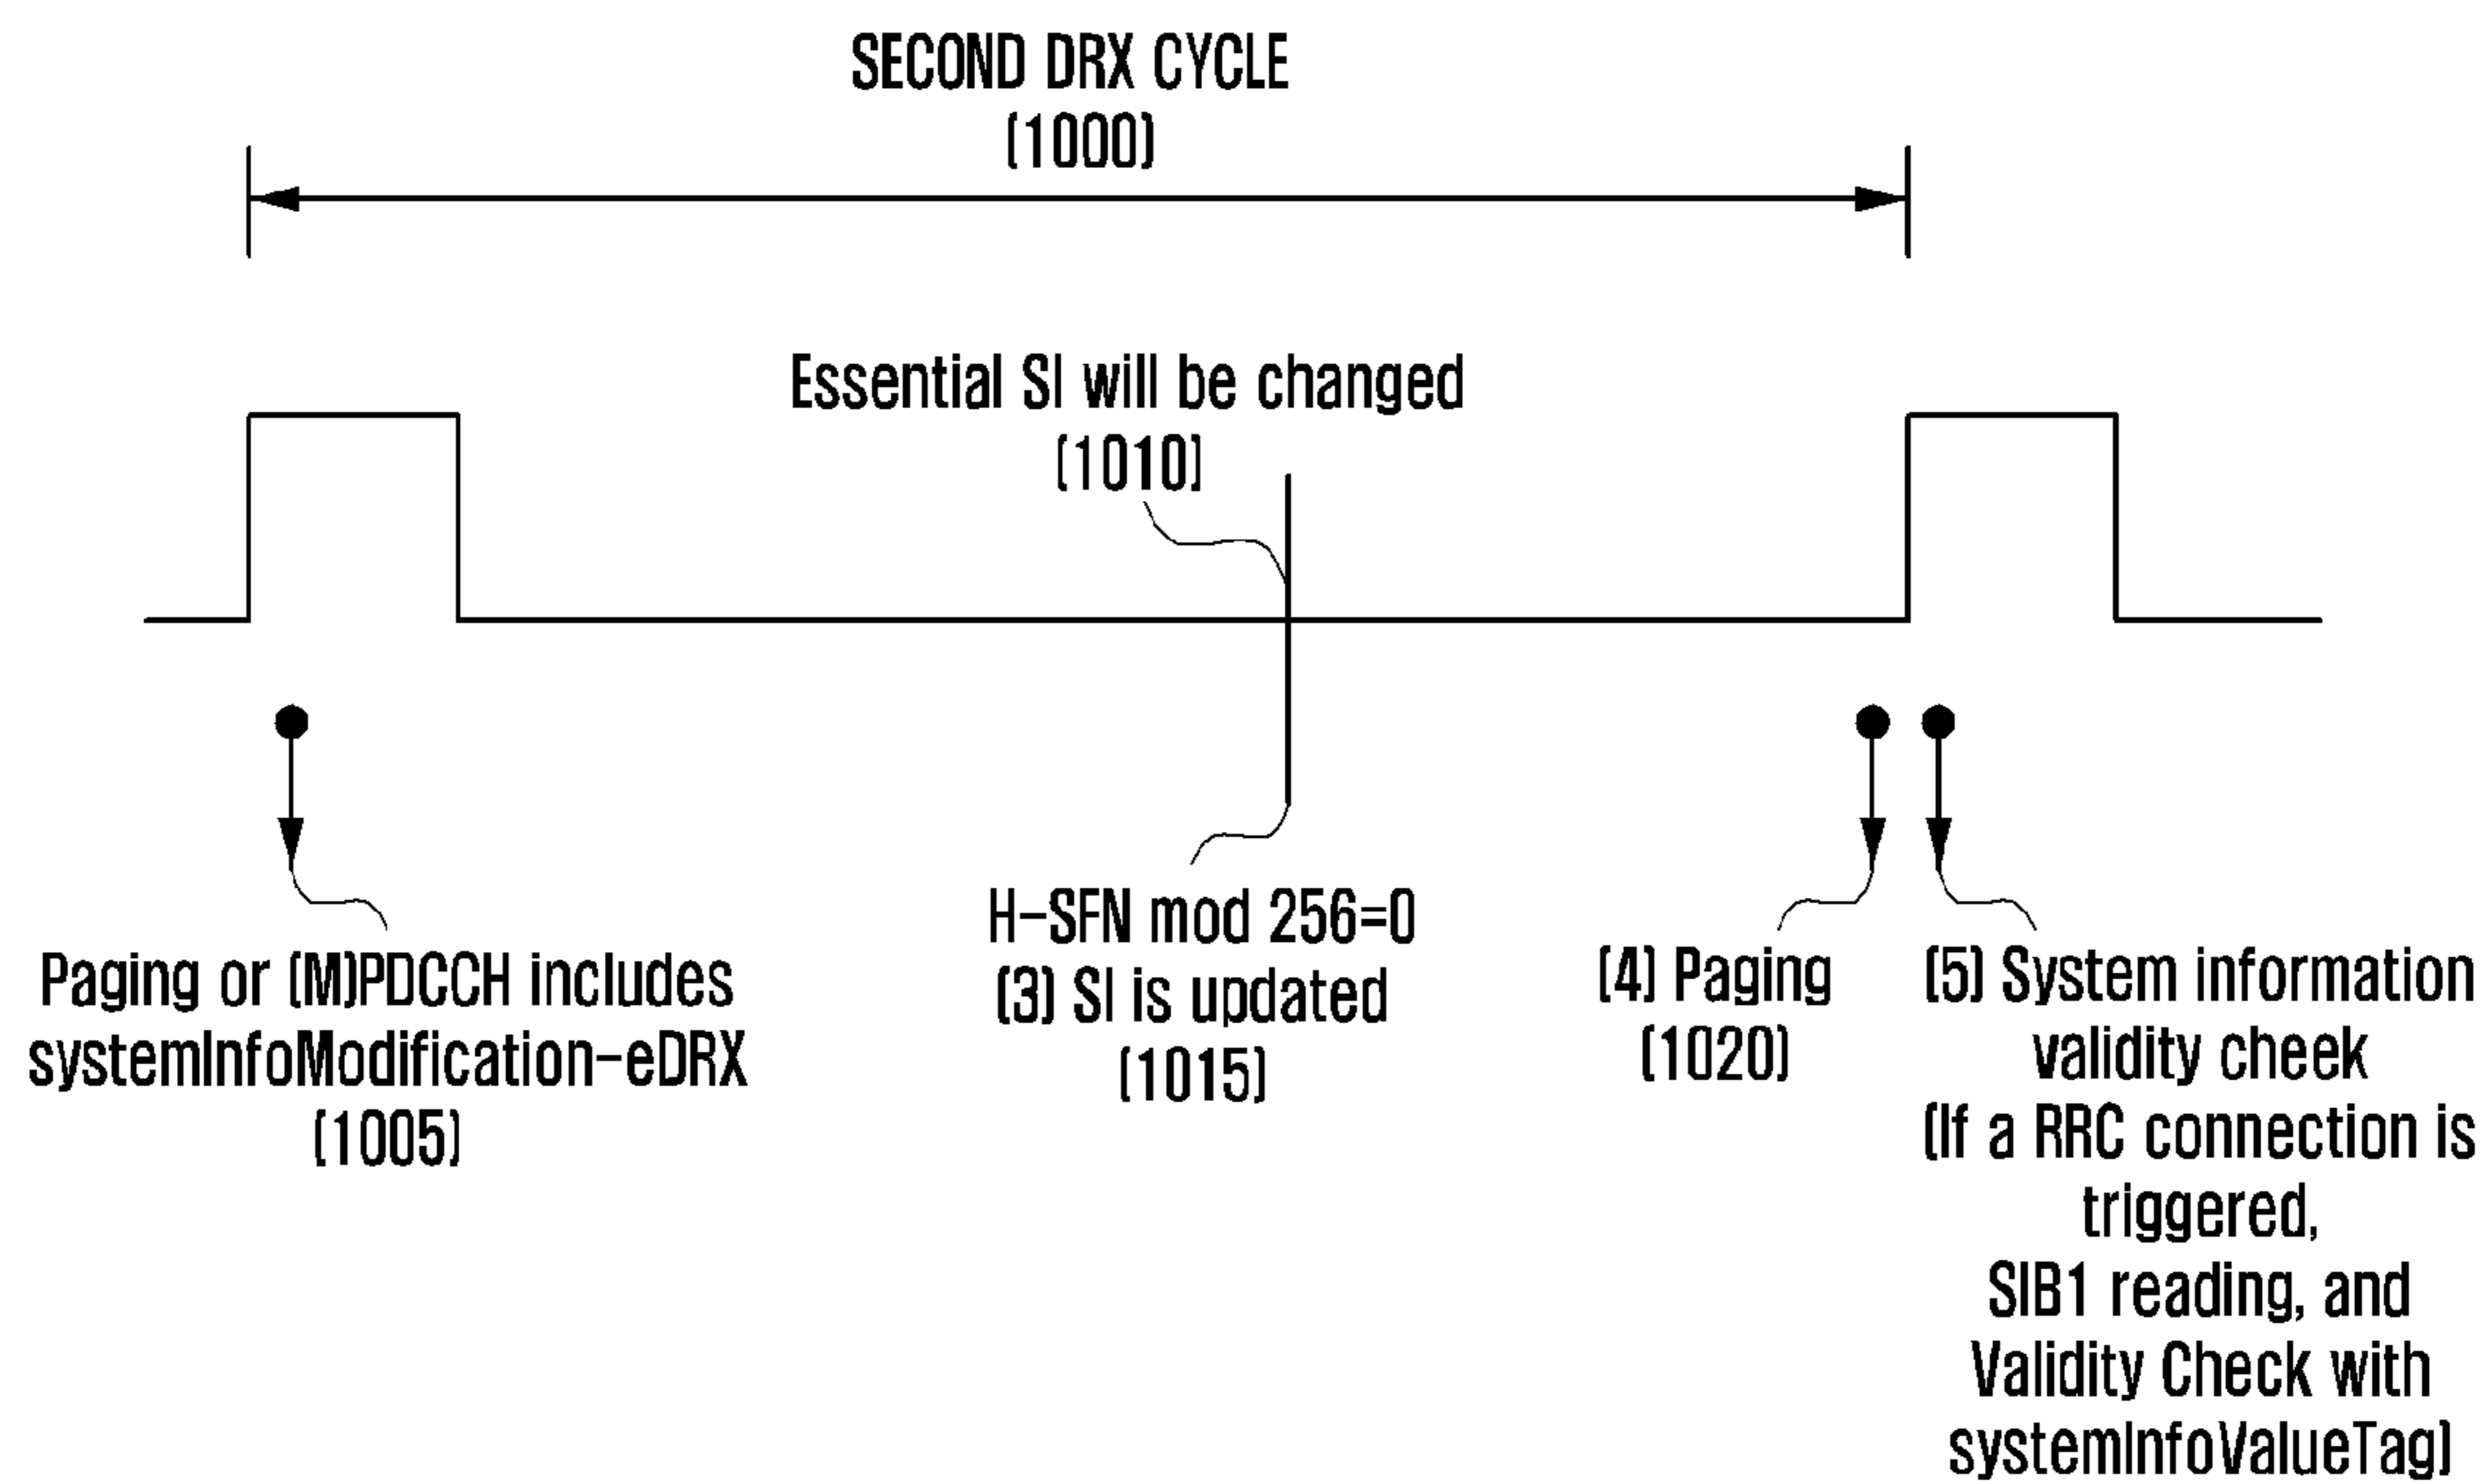 SECOND DRX CYCLE
(1000)
Essential SI will be changed
(1010)
Paging or (M)PDCCH includes
systemInfoModification-eDRX
(1005)
H-SFN mod 256=0
(3) SI is updated
(1015)
(4) Paging
(1020)
(5) System information
validity cheek
(If a RRC connection is
triggered,
SIB1 reading, and
Validity Check with
systemInfoValueTag)